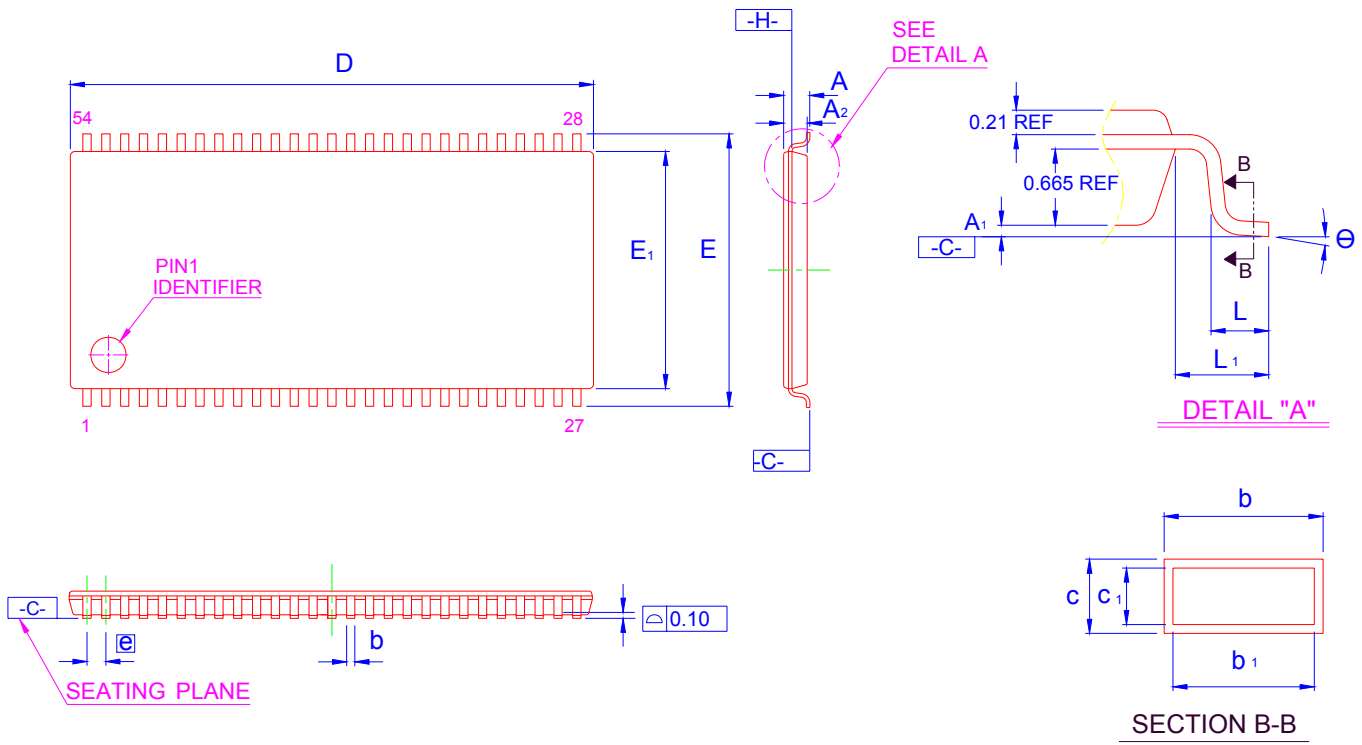 -H-
SEE
DETAIL A
D
A
A2
54
28
0.21 REF
B
0.665 REF
E1
E
A1
-C-
B
Θ
PIN1
IDENTIFIER
L
L1
1
27
DETAIL "A"
-C-
b
-C-
0.10
c
c1
e
b
b1
SEATING PLANE
SECTION B-B